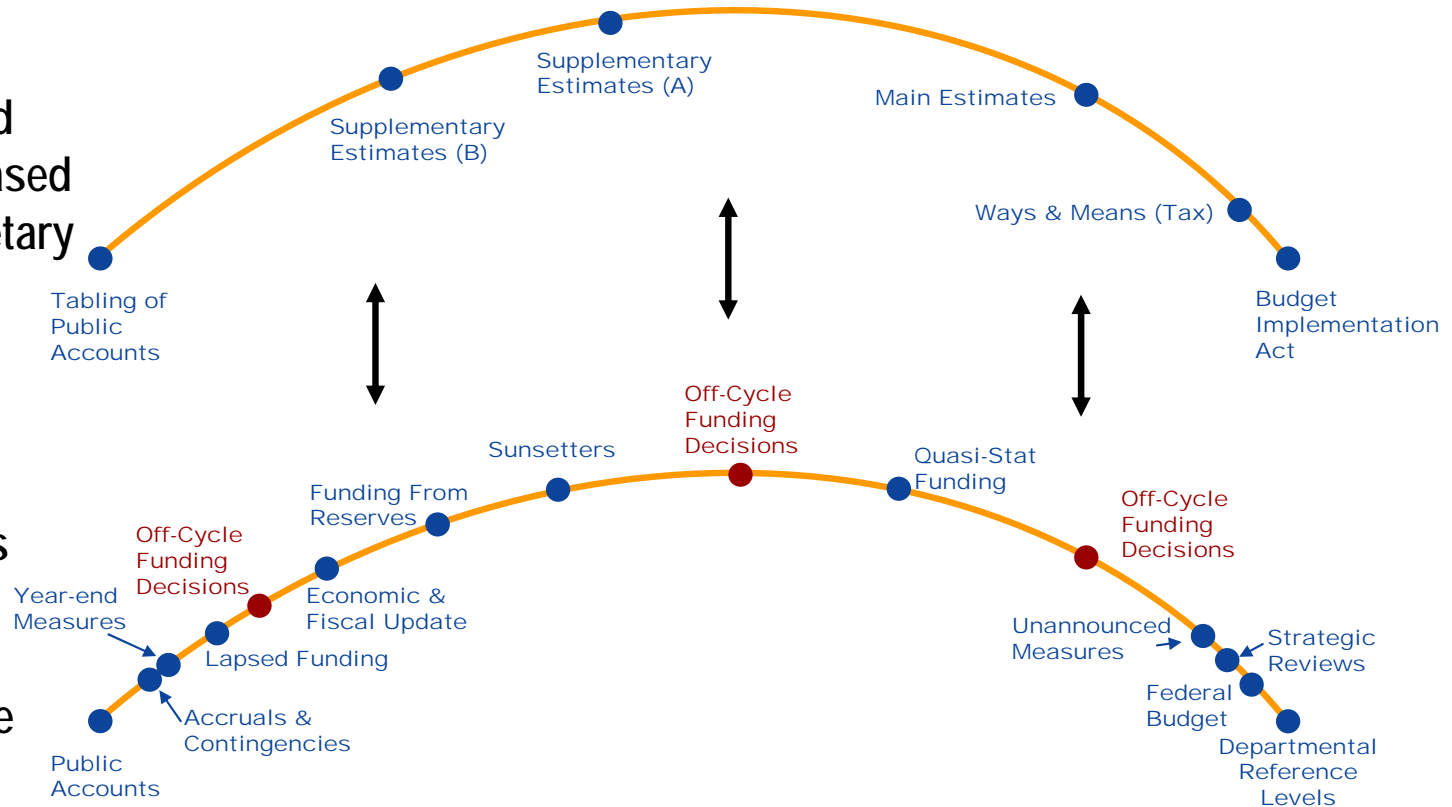 Supplementary
Estimates (A)
Main Estimates
d
ased
etary
Supplementary
Estimates (B)
Ways & Means (Tax)
Tabling of
Public
Accounts
Budget
Implementation
Act
Off-Cycle
Funding
Decisions
Sunsetters
Quasi-Stat
Funding
Funding From
Reserves
Off-Cycle
Funding
Decisions
s
Off-Cycle
Funding
Decisions
Year-end
Measures
Economic &
Fiscal Update
Lapsed Funding
Unannounced
Measures
Strategic
Reviews
e
Accruals &
Contingencies
Federal
Budget
Public
Accounts
Departmental
Reference
Levels